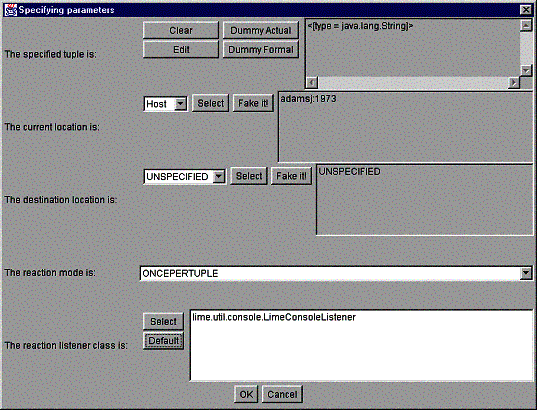 Specifying parameters
The specified tuple is:
Clear
Dummy Actual
Edit
Dummy Formal
<[type = java.lang.String]>
The current location is:
Host
Select
Fake it!
adamsj:1973
The destination location is:
UNSPECIFIED
Select
Fake it!
UNSPECIFIED
The reaction mode is:
ONCEPERTUPLE
The reaction listener class is:
Select
Default
lime.util.console.LimeConsoleListener
OK
Cancel